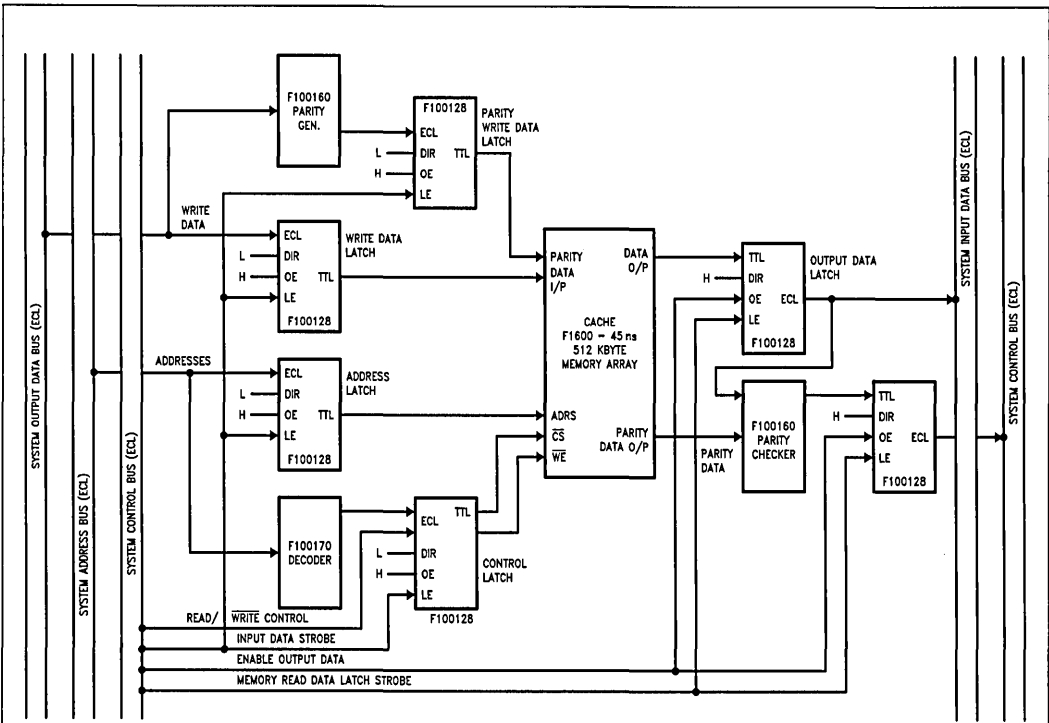 SYSTEM OUTPUT DATA BUS (ECL)
SYSTEM ADDRESS BUS (ECL)
SYSTEM CONTROL BUS (ECL)
F100160
PARITY
GEN.
F100128
ECL
DIR
TTL
OE
LE
L
H
PARITY
WRITE DATA
LATCH
WRITE
DATA
ECL
DIR
OE
TTL
LE
F100128
L
H
WRITE DATA
LATCH
ADDRESSES
ECL
DIR
OE
TTL
LE
F100128
L
H
ADDRESS
LATCH
F100170
DECODER
ECL
TTL
DIR
OE
LE
F100128
L
H
CONTROL
LATCH
READ/ WRITE CONTROL
INPUT DATA STROBE
ENABLE OUTPUT DATA
MEMORY READ DATA LATCH STROBE
PARITY
DATA
I/P
DATA
O/P
CACHE
F1600 - 45 ns
512 KBYTE
MEMORY ARRAY
ADRS
CS
WE
PARITY
DATA O/P
TTL
DIR
OE
ECL
LE
F100128
H
OUTPUT DATA
LATCH
PARITY
DATA
F100160
PARITY
CHECKER
TTL
DIR
OE
ECL
LE
F100128
H
SYSTEM INPUT DATA BUS (ECL)
SYSTEM CONTROL BUS (ECL)